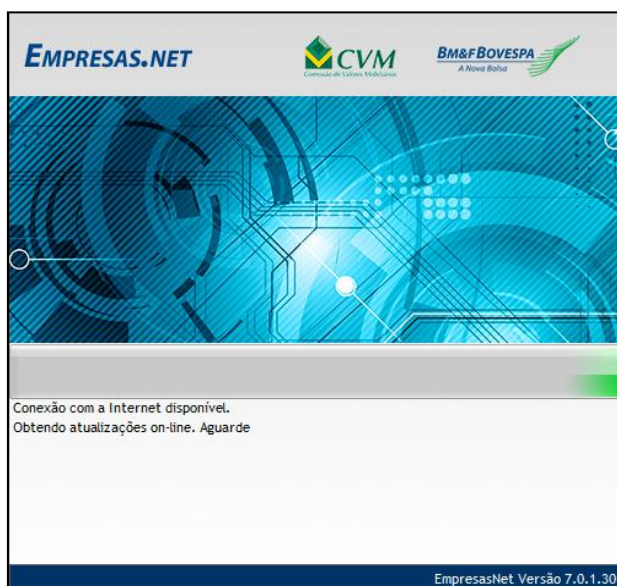 EMPRESAS.NET
CVM
Comissão de Valores Mobiliários
BM&FBOVESPA
A Nova Bolsa
Conexão com a Internet disponível.
Obtendo atualizações on-line. Aguarde
EmpresasNet Versão 7.0.1.30